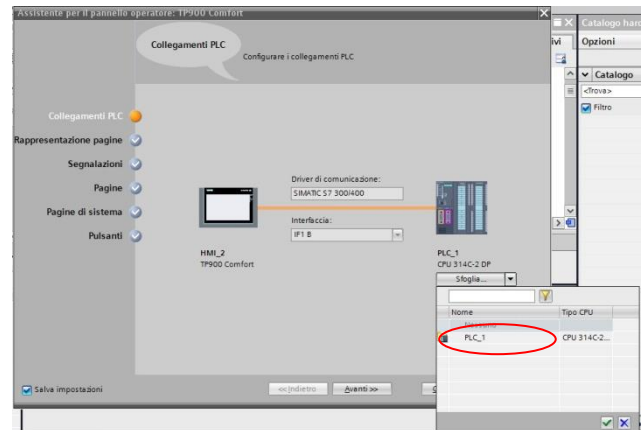 Assistente per il pannello operatore: TP900 Comfort
Catalogo hard
Collegamenti PLC
Configurare i collegamenti PLC
Opzioni
Catalogo
<Trova>
Filtro
Collegamenti PLC
Rappresentazione pagine
Segnalazioni
Pagine
Pagine di sistema
Pulsanti
Driver di comunicazione:
SIMATIC S7 300/400
Interfaccia:
IF1 B
HMI_2
TP900 Comfort
PLC_1
CPU 314C-2 DP
Sfoglia...
Nome
Tipo CPU
PLC_1
CPU 314C-2...
Salva impostazioni
<<Indietro
Avanti >>